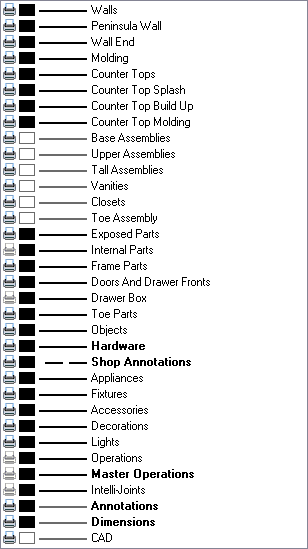 Walls
Peninsula Wall
Wall End
Molding
Counter Tops
Counter Top Splash
Counter Top Build Up
Counter Top Molding
Base Assemblies
Upper Assemblies
Tall Assemblies
Vanities
Closets
Toe Assembly
Exposed Parts
Internal Parts
Frame Parts
Doors And Drawer Fronts
Drawer Box
Toe Parts
Objects
Hardware
Shop Annotations
Appliances
Fixtures
Accessories
Decorations
Lights
Operations
Master Operations
Intelli-Joints
Annotations
Dimensions
CAD